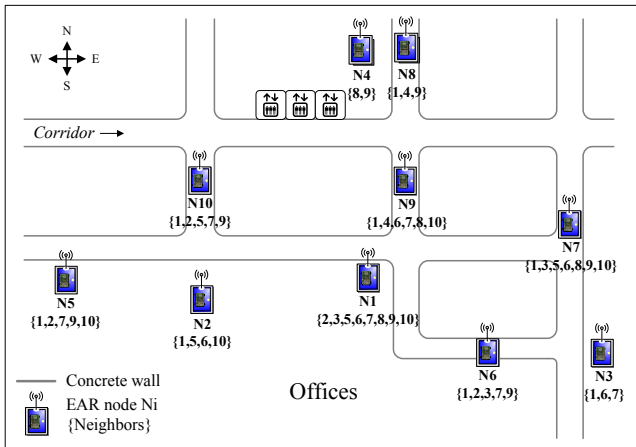 N
W E
S
N4
{8,9}
N8
{1,4,9}
Corridor
N10
{1,2,5,7,9}
N9
{1,4,6,7,8,10}
N7
{1,3,5,6,8,9,10}
N5
{1,2,7,9,10}
N2
{1,5,6,10}
N1
{2,3,5,6,7,8,9,10}
N6
{1,2,3,7,9}
N3
{1,6,7}
Concrete wall
EAR node Ni
{Neighbors}
Offices